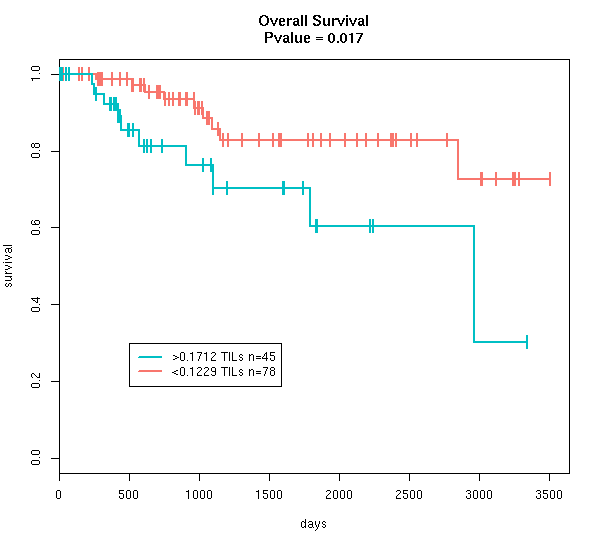 Overall Survival
Pvalue = 0.017
1.0
0.8
0.6
0.4
0.2
0.0
survival
>0.1712 TILs n=45
<0.1229 TILs n=78
0 500 1000 1500 2000 2500 3000 3500
days